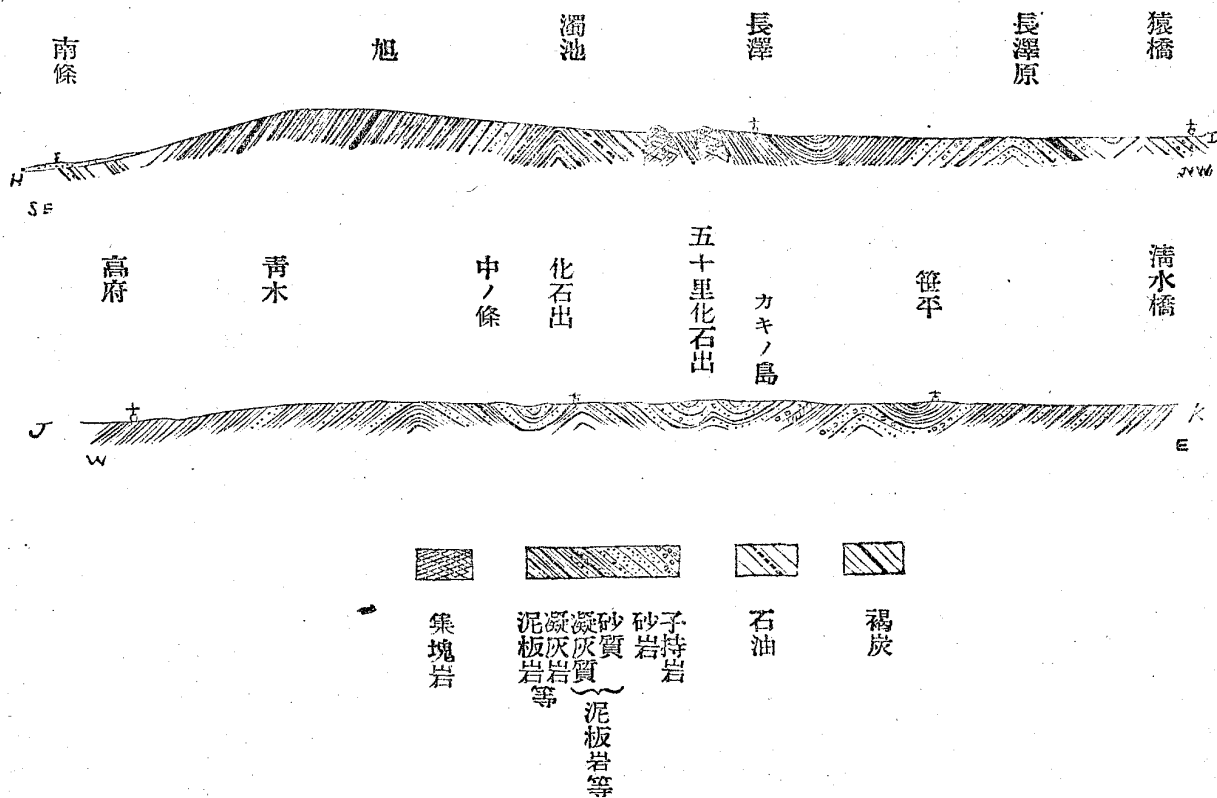 南條
旭
濁池
長澤
長澤原
猿橋
H
I
SE
NW
高府
青木
中ノ條
化石出
五十里化石出
カキノ島
笹平
淸水橋
J
K
W
E
集塊岩
泥板岩
凝灰岩等
凝灰質
砂質
泥板岩等
砂岩
子持岩
石油
褐炭